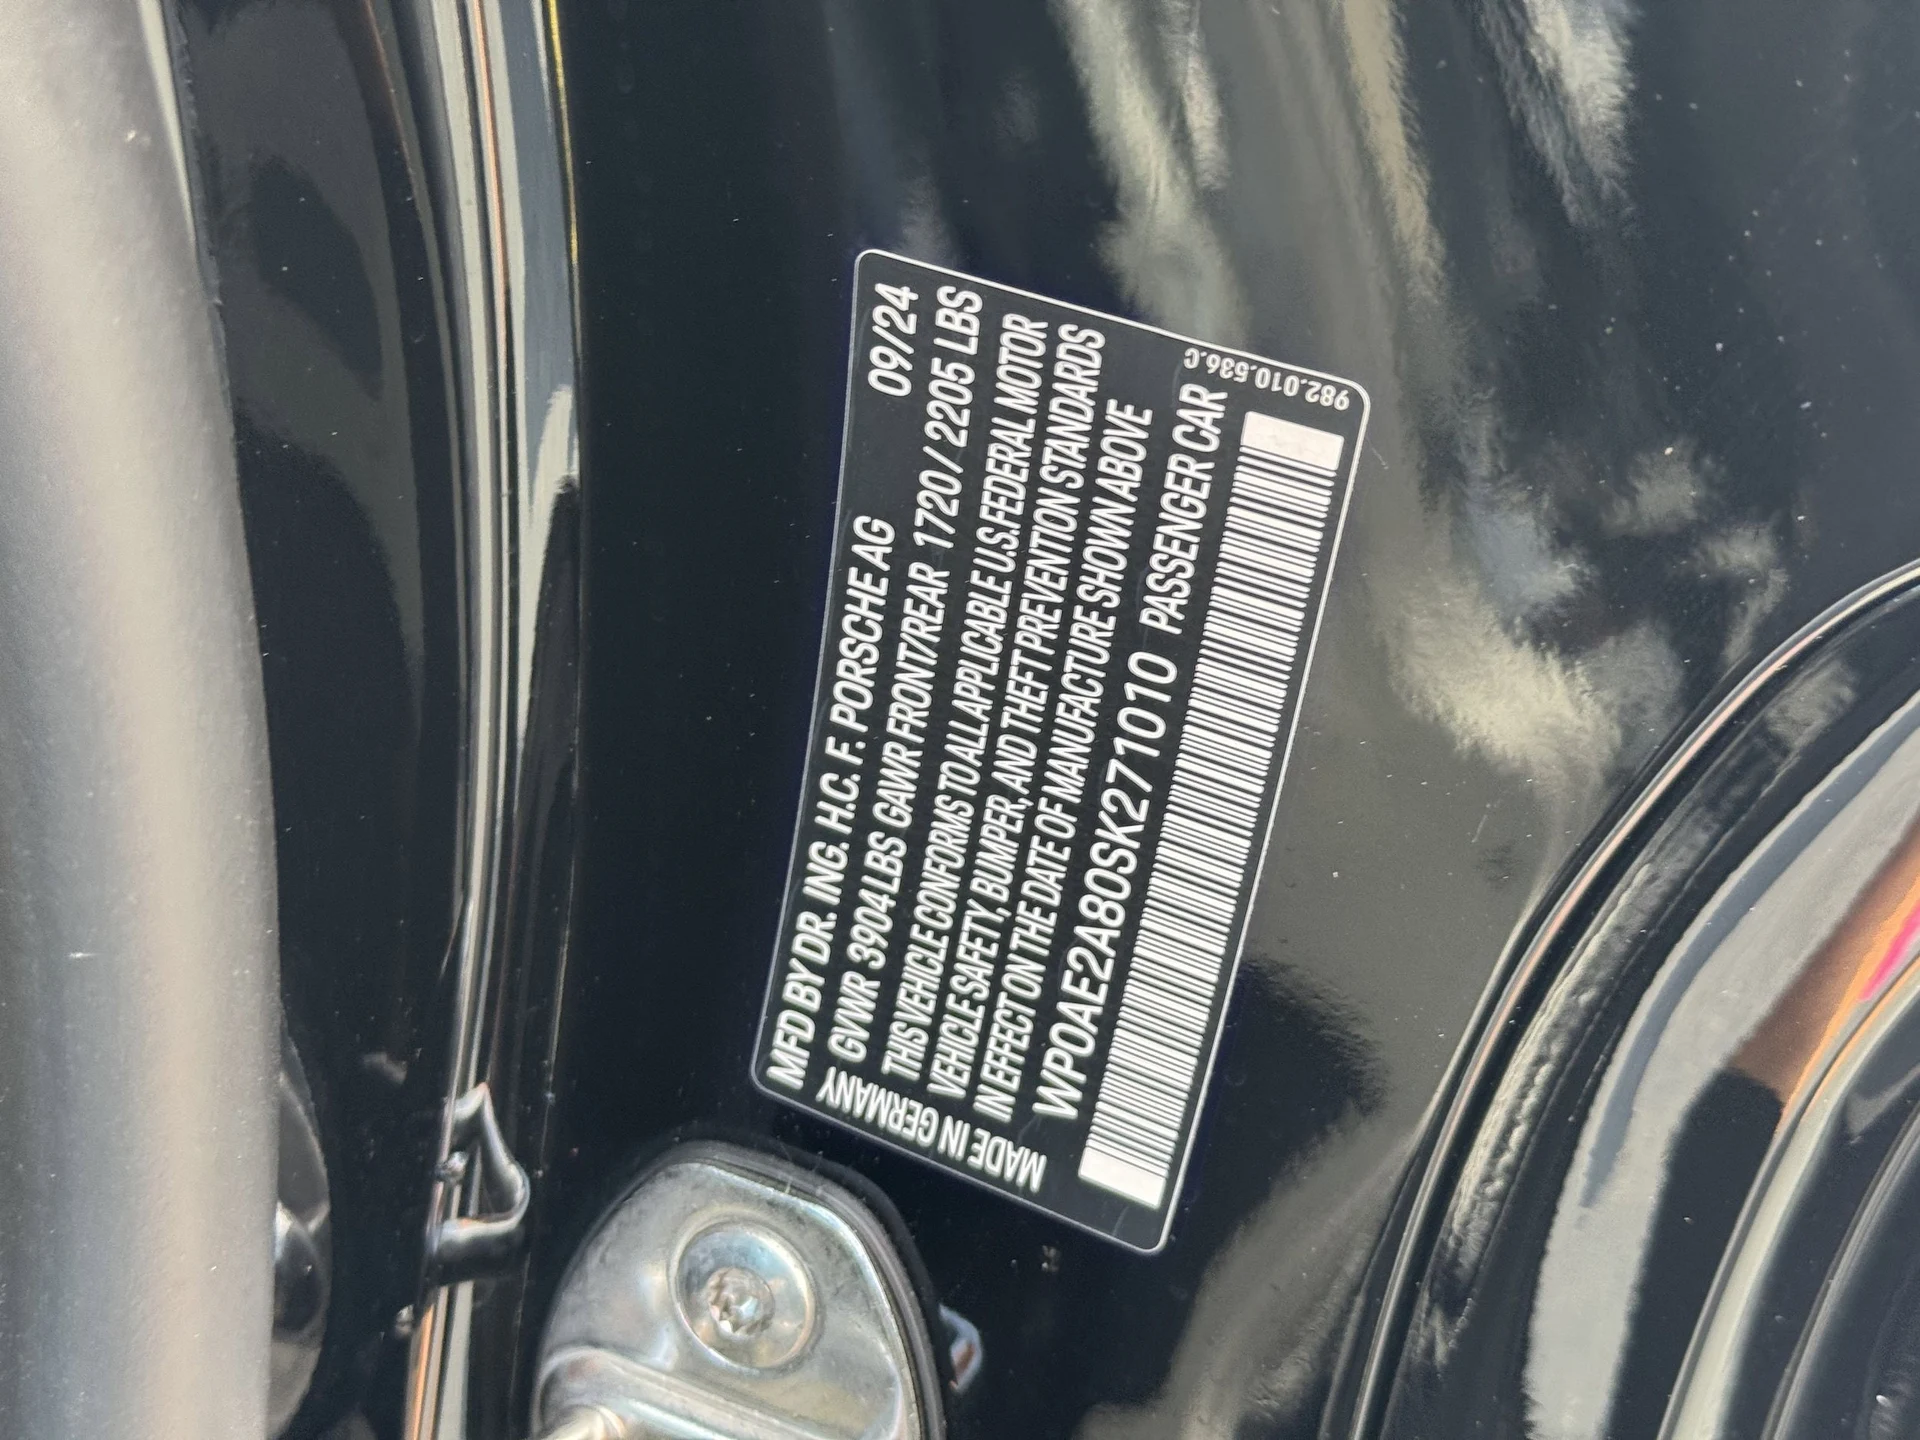 MFD BY DR. ING. H.C. F. PORSCHE AG 09/24
GVWR 3904 LBS GAWR FRONT/REAR 1720 / 2205 LBS
THIS VEHICLE CONFORMS TO ALL APPLICABLE U.S. FEDERAL MOTOR
VEHICLE SAFETY, BUMPER, AND THEFT PREVENTION STANDARDS
IN EFFECT ON THE DATE OF MANUFACTURE SHOWN ABOVE
WP0AE2A80SK271010 PASSENGER CAR
MADE IN GERMANY
982.010.536.C